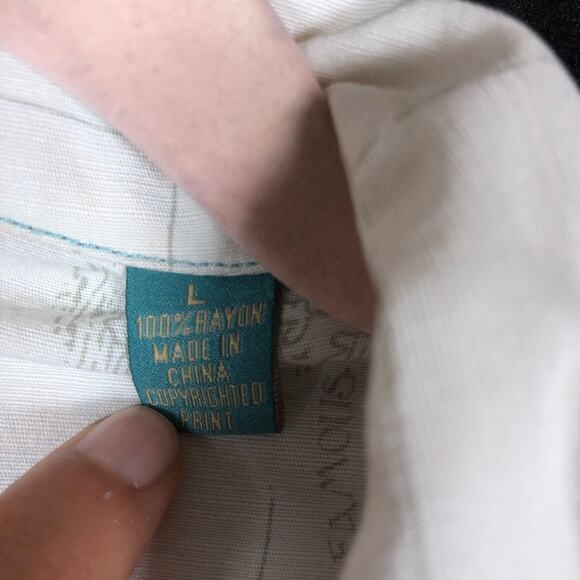 L
100% RAYON
MADE IN
CHINA
COPYRIGHTED
PRINT